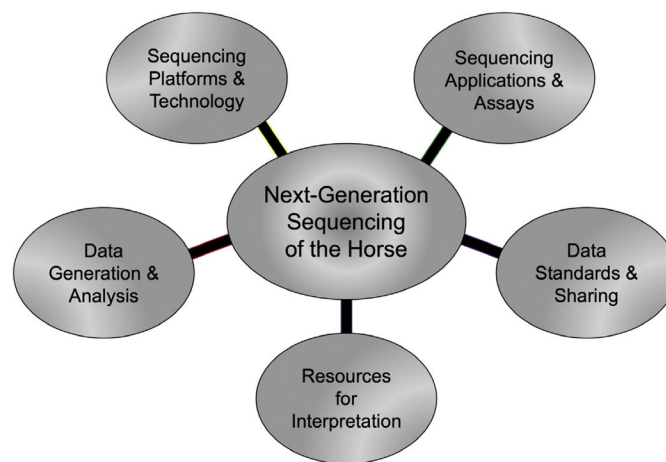 Sequencing
Platforms &
Technology
Sequencing
Applications &
Assays
Next-Generation
Sequencing
of the Horse
Data
Generation &
Analysis
Data
Standards &
Sharing
Resources
for
Interpretation